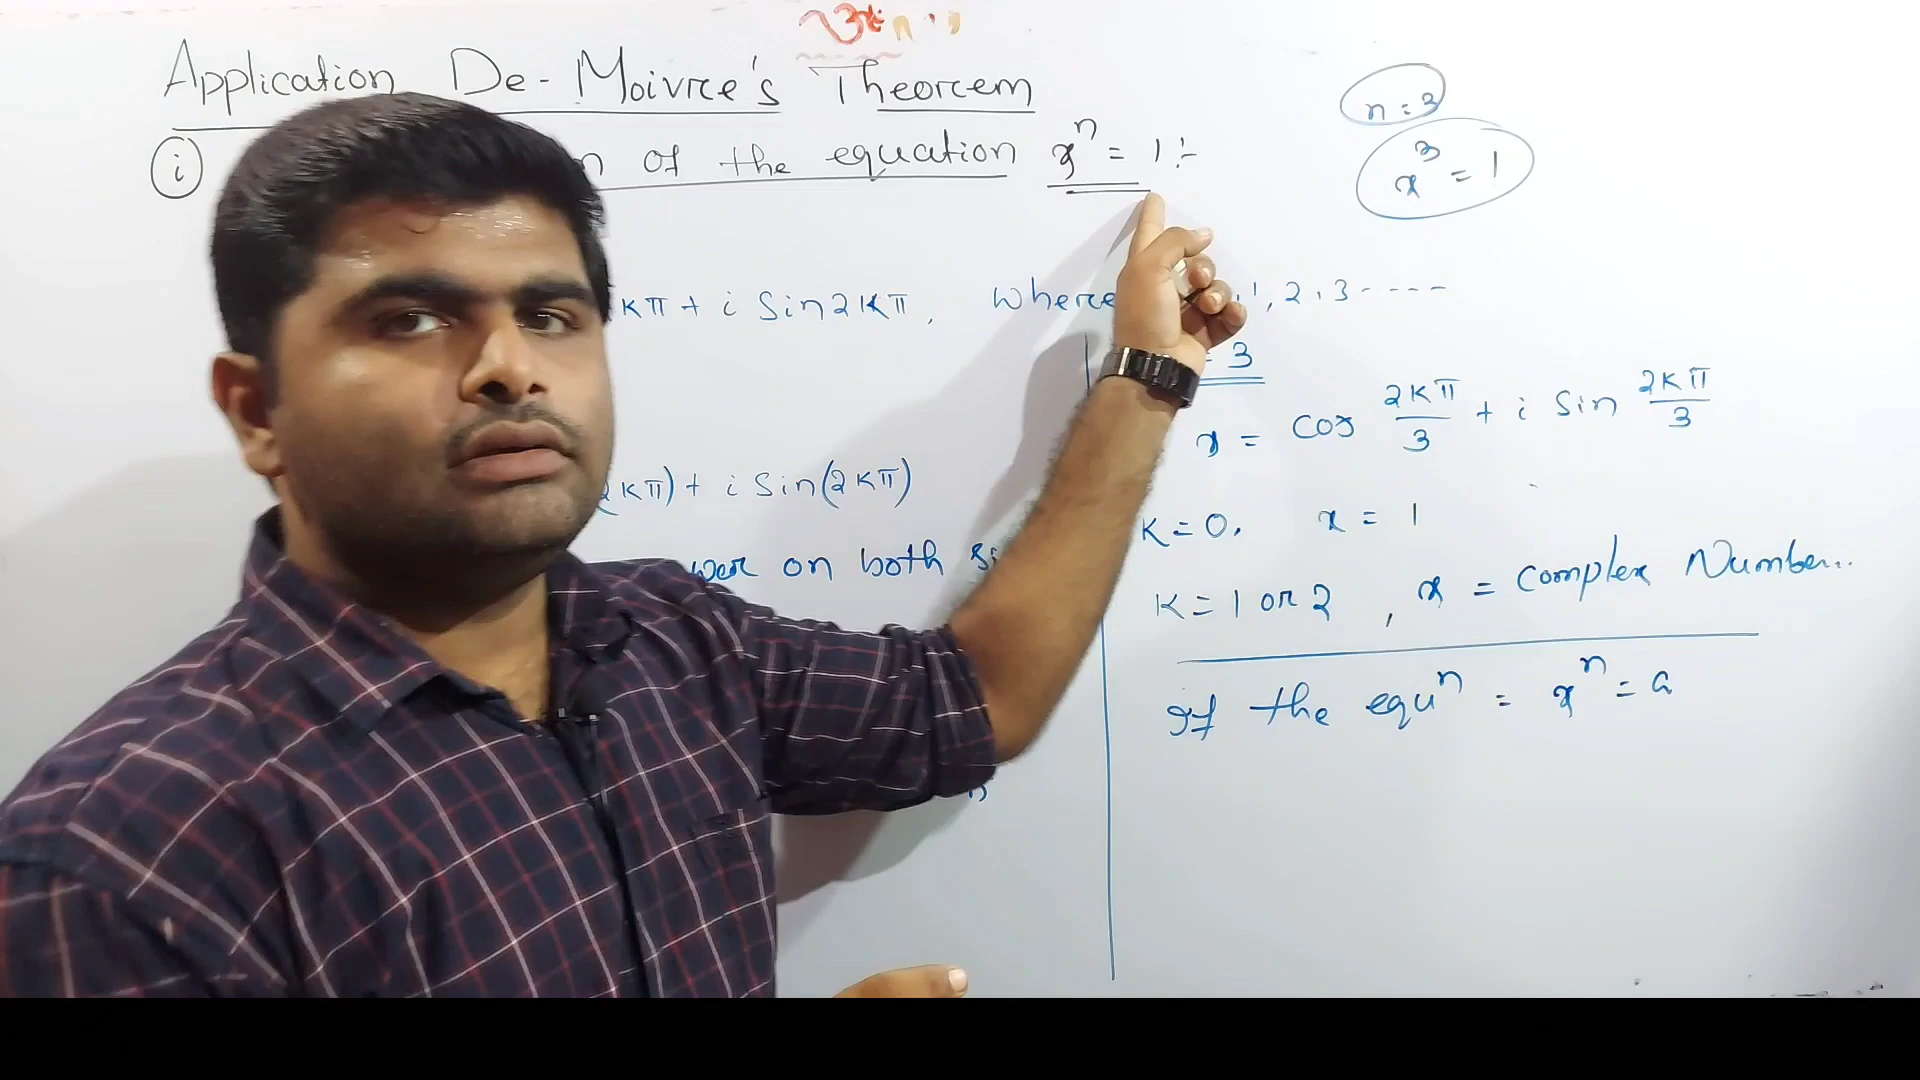 Application De-Moivre's Theorem
i n of the equation xⁿ = 1 :-
n = 3
x³ = 1
kπ + i Sin2kπ, where 1, 2, 3 ----
(2kπ) + i Sin(2kπ)
wer on both
= 3
x = cos 2kπ/3 + i Sin 2kπ/3
K = 0, x = 1
K = 1 or 2, x = complex Number...
If the equⁿ = xⁿ = a